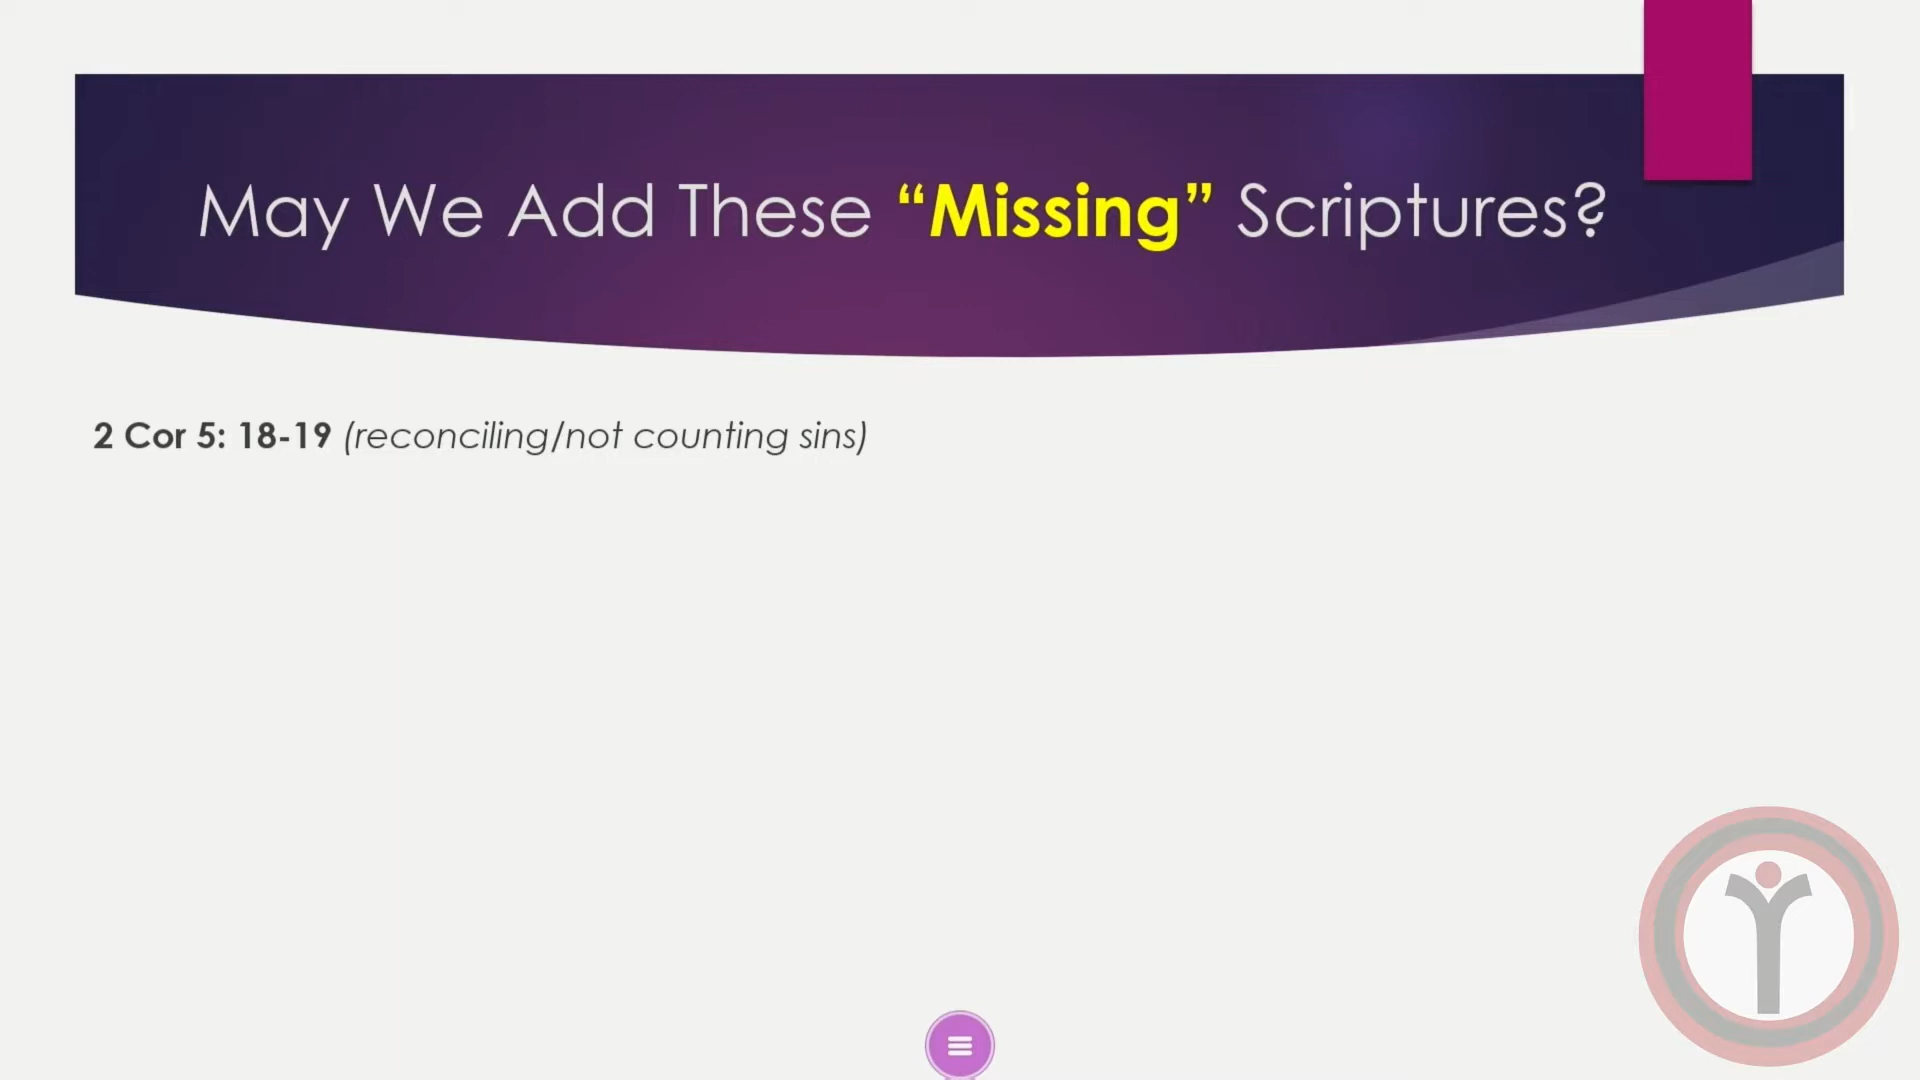 May We Add These “Missing” Scriptures?
2 Cor 5: 18-19 (reconciling/not counting sins)